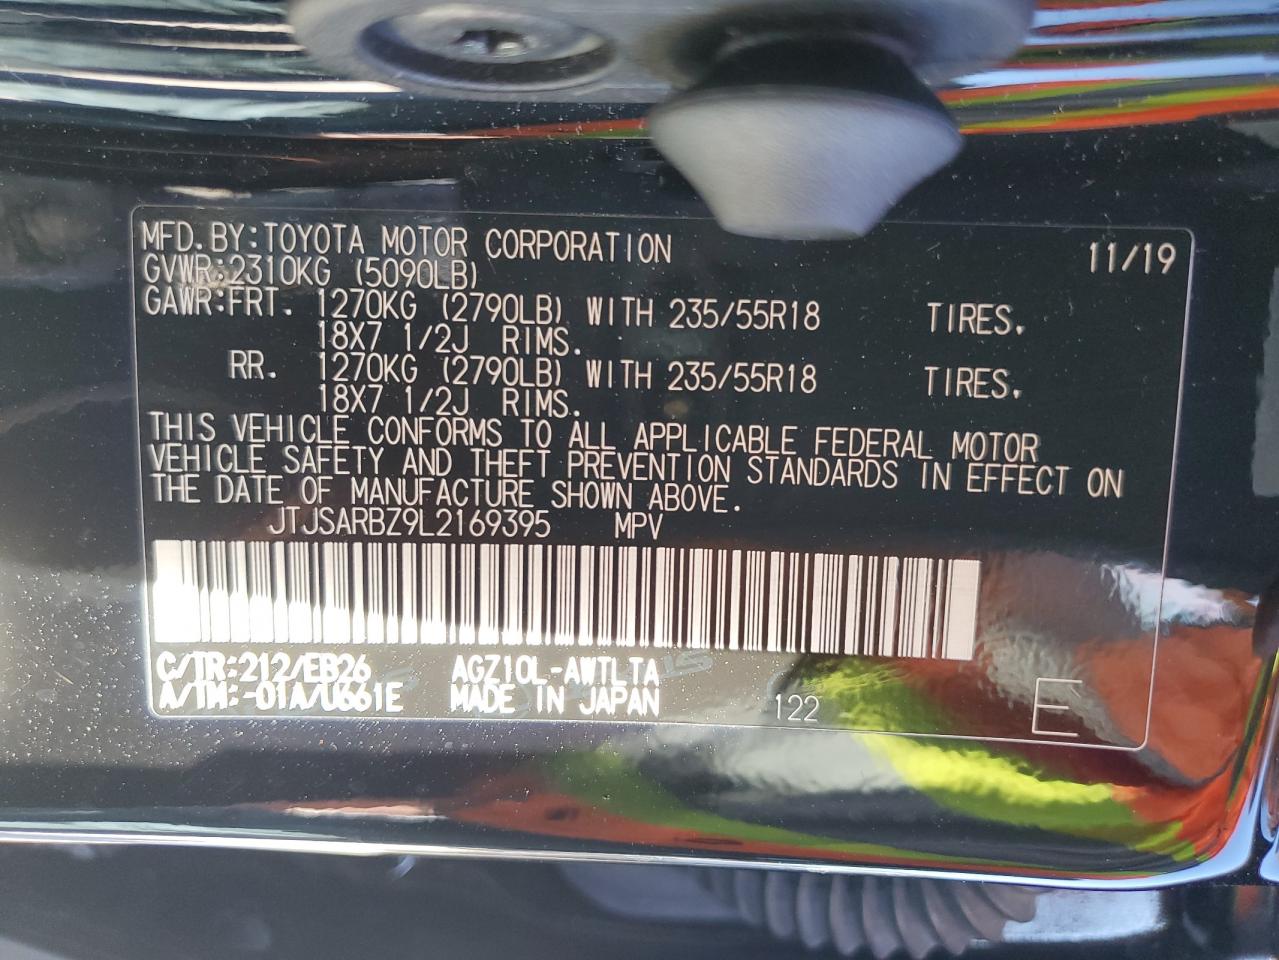 MFD.BY:TOYOTA MOTOR CORPORATION 11/19
GVWR:2310KG (5090LB)
GAWR:FRT. 1270KG (2790LB) WITH 235/55R18 TIRES.
18X7 1/2J RIMS.
RR. 1270KG (2790LB) WITH 235/55R18 TIRES.
18X7 1/2J RIMS.
THIS VEHICLE CONFORMS TO ALL APPLICABLE FEDERAL MOTOR
VEHICLE SAFETY AND THEFT PREVENTION STANDARDS IN EFFECT ON
THE DATE OF MANUFACTURE SHOWN ABOVE.
JTJSARBZ9L2169395 MPV
C/TR:212/EB26 AGZ10L-AWTLTA
A/TM:-01A/U661E MADE IN JAPAN 122 E